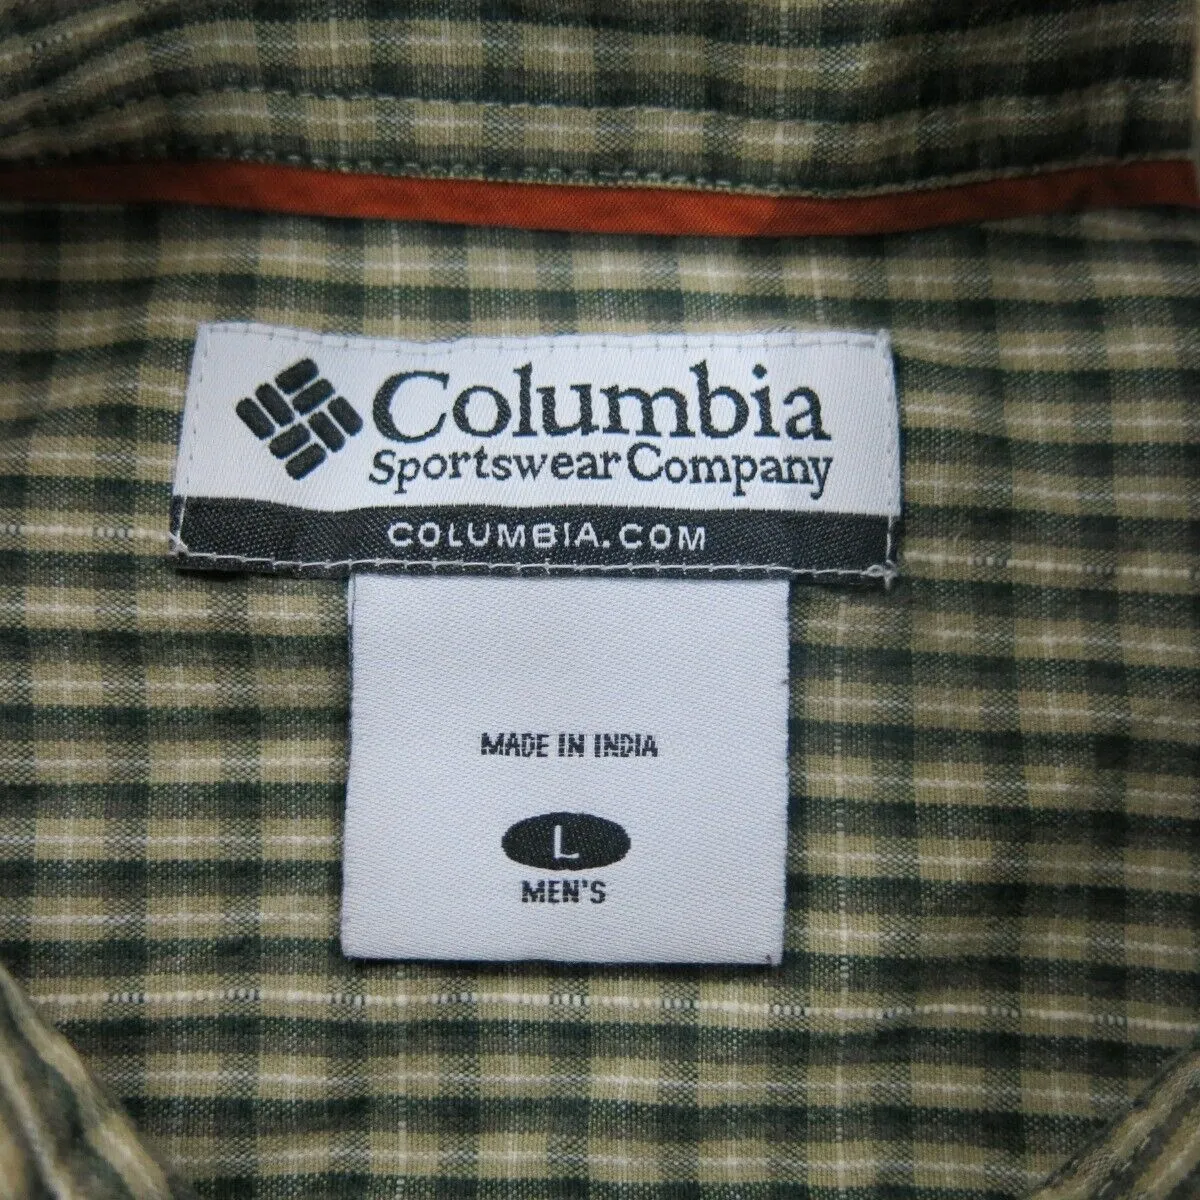 Columbia
Sportswear Company
COLUMBIA.COM
MADE IN INDIA
L
MEN'S